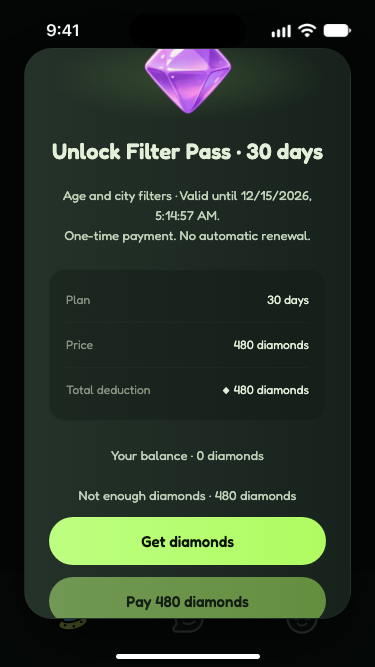 9:41
Unlock Filter Pass · 30 days
Age and city filters · Valid until 12/15/2026,
5:14:57 AM.
One-time payment. No automatic renewal.
Plan 30 days
Price 480 diamonds
Total deduction ◆ 480 diamonds
Your balance · 0 diamonds
Not enough diamonds · 480 diamonds
Get diamonds
Pay 480 diamonds